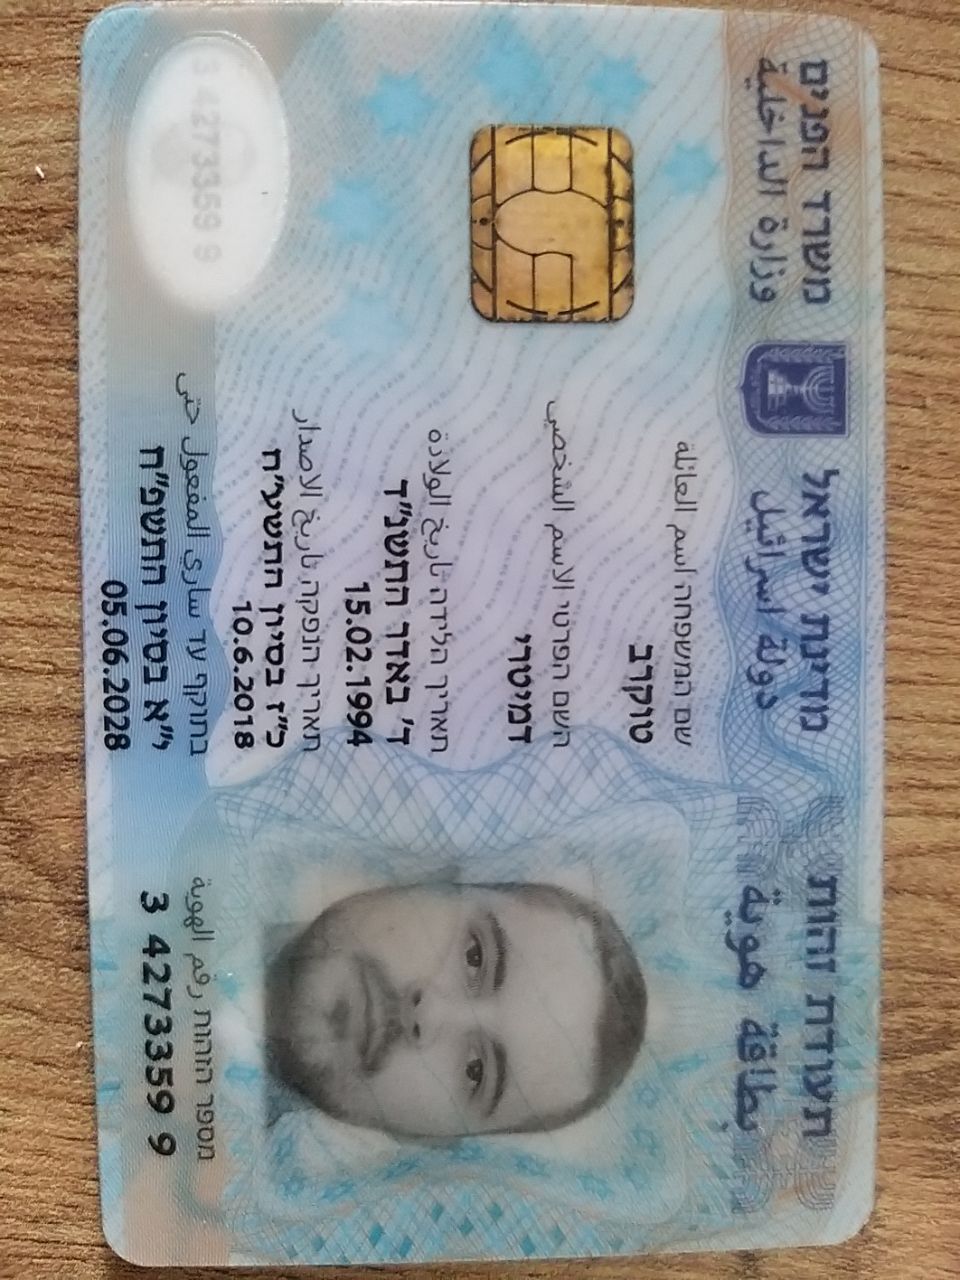 משרד הפנים
מדינת ישראל
תעודת זהות
وزارة الداخلية
دولة اسرائيل
بطاقة هوية
שם המשפחה اسم العائلة
טוקרב
השם הפרטי الاسم الشخصي
דמיטרי
תאריך הלידה تاريخ الولادة
ד' באדר התשנ"ד
15.02.1994
תאריך הנפקה تاريخ الاصدار
כ"ז בסיון התשע"ח
10.6.2018
בתוקף עד ساري المفعول حتى
י"א בסיון התשפ"ח
05.06.2028
מספר הזהות رقم الهوية
3 4273359 9
3 4273359 9